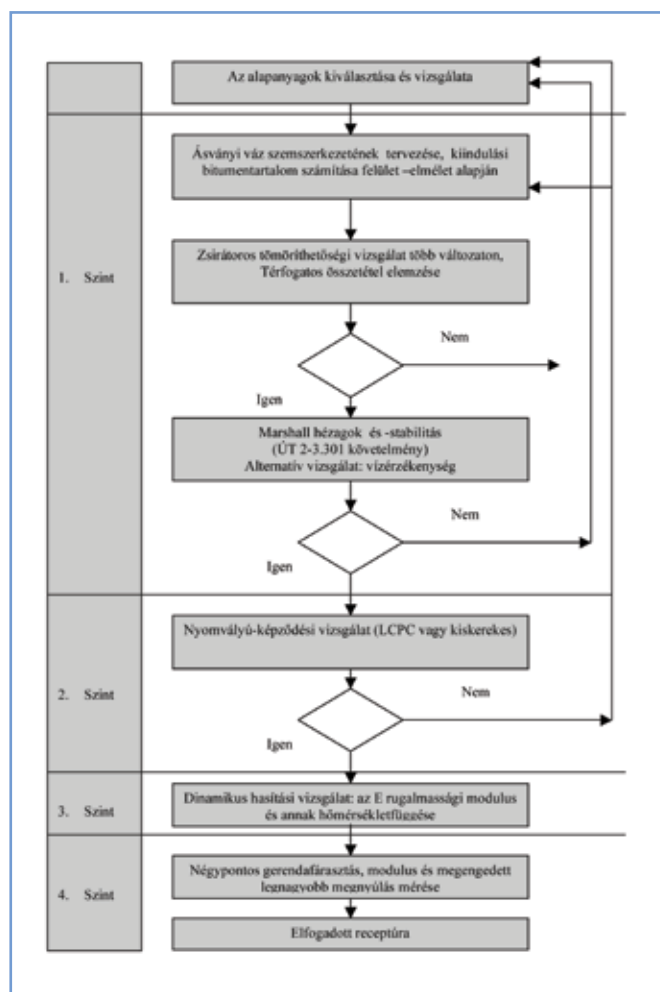 Az alapanyagok kiválasztása és vizsgálata
Ásványi váz szemszerkezetének tervezése, kiindulási
bitumentartalom számítása felület –elmélet alapján
1. Szint
Zsirátoros tömöríthetőségi vizsgálat több változaton,
Térfogatos összetétel elemzése
Nem
Igen
Marshall hézagok és -stabilitás
(ÚT 2-3.301 követelmény)
Alternatív vizsgálat: vízérzékenység
Nem
Igen
Nyomvályú-képződési vizsgálat (LCPC vagy kiskerekes)
2. Szint
Nem
Igen
3. Szint
Dinamikus hasítási vizsgálat: az E rugalmassági modulus
és annak hőmérsékletfüggése
4. Szint
Négypontos gerendafárasztás, modulus és megengedett
legnagyobb megnyúlás mérése
Elfogadott receptúra